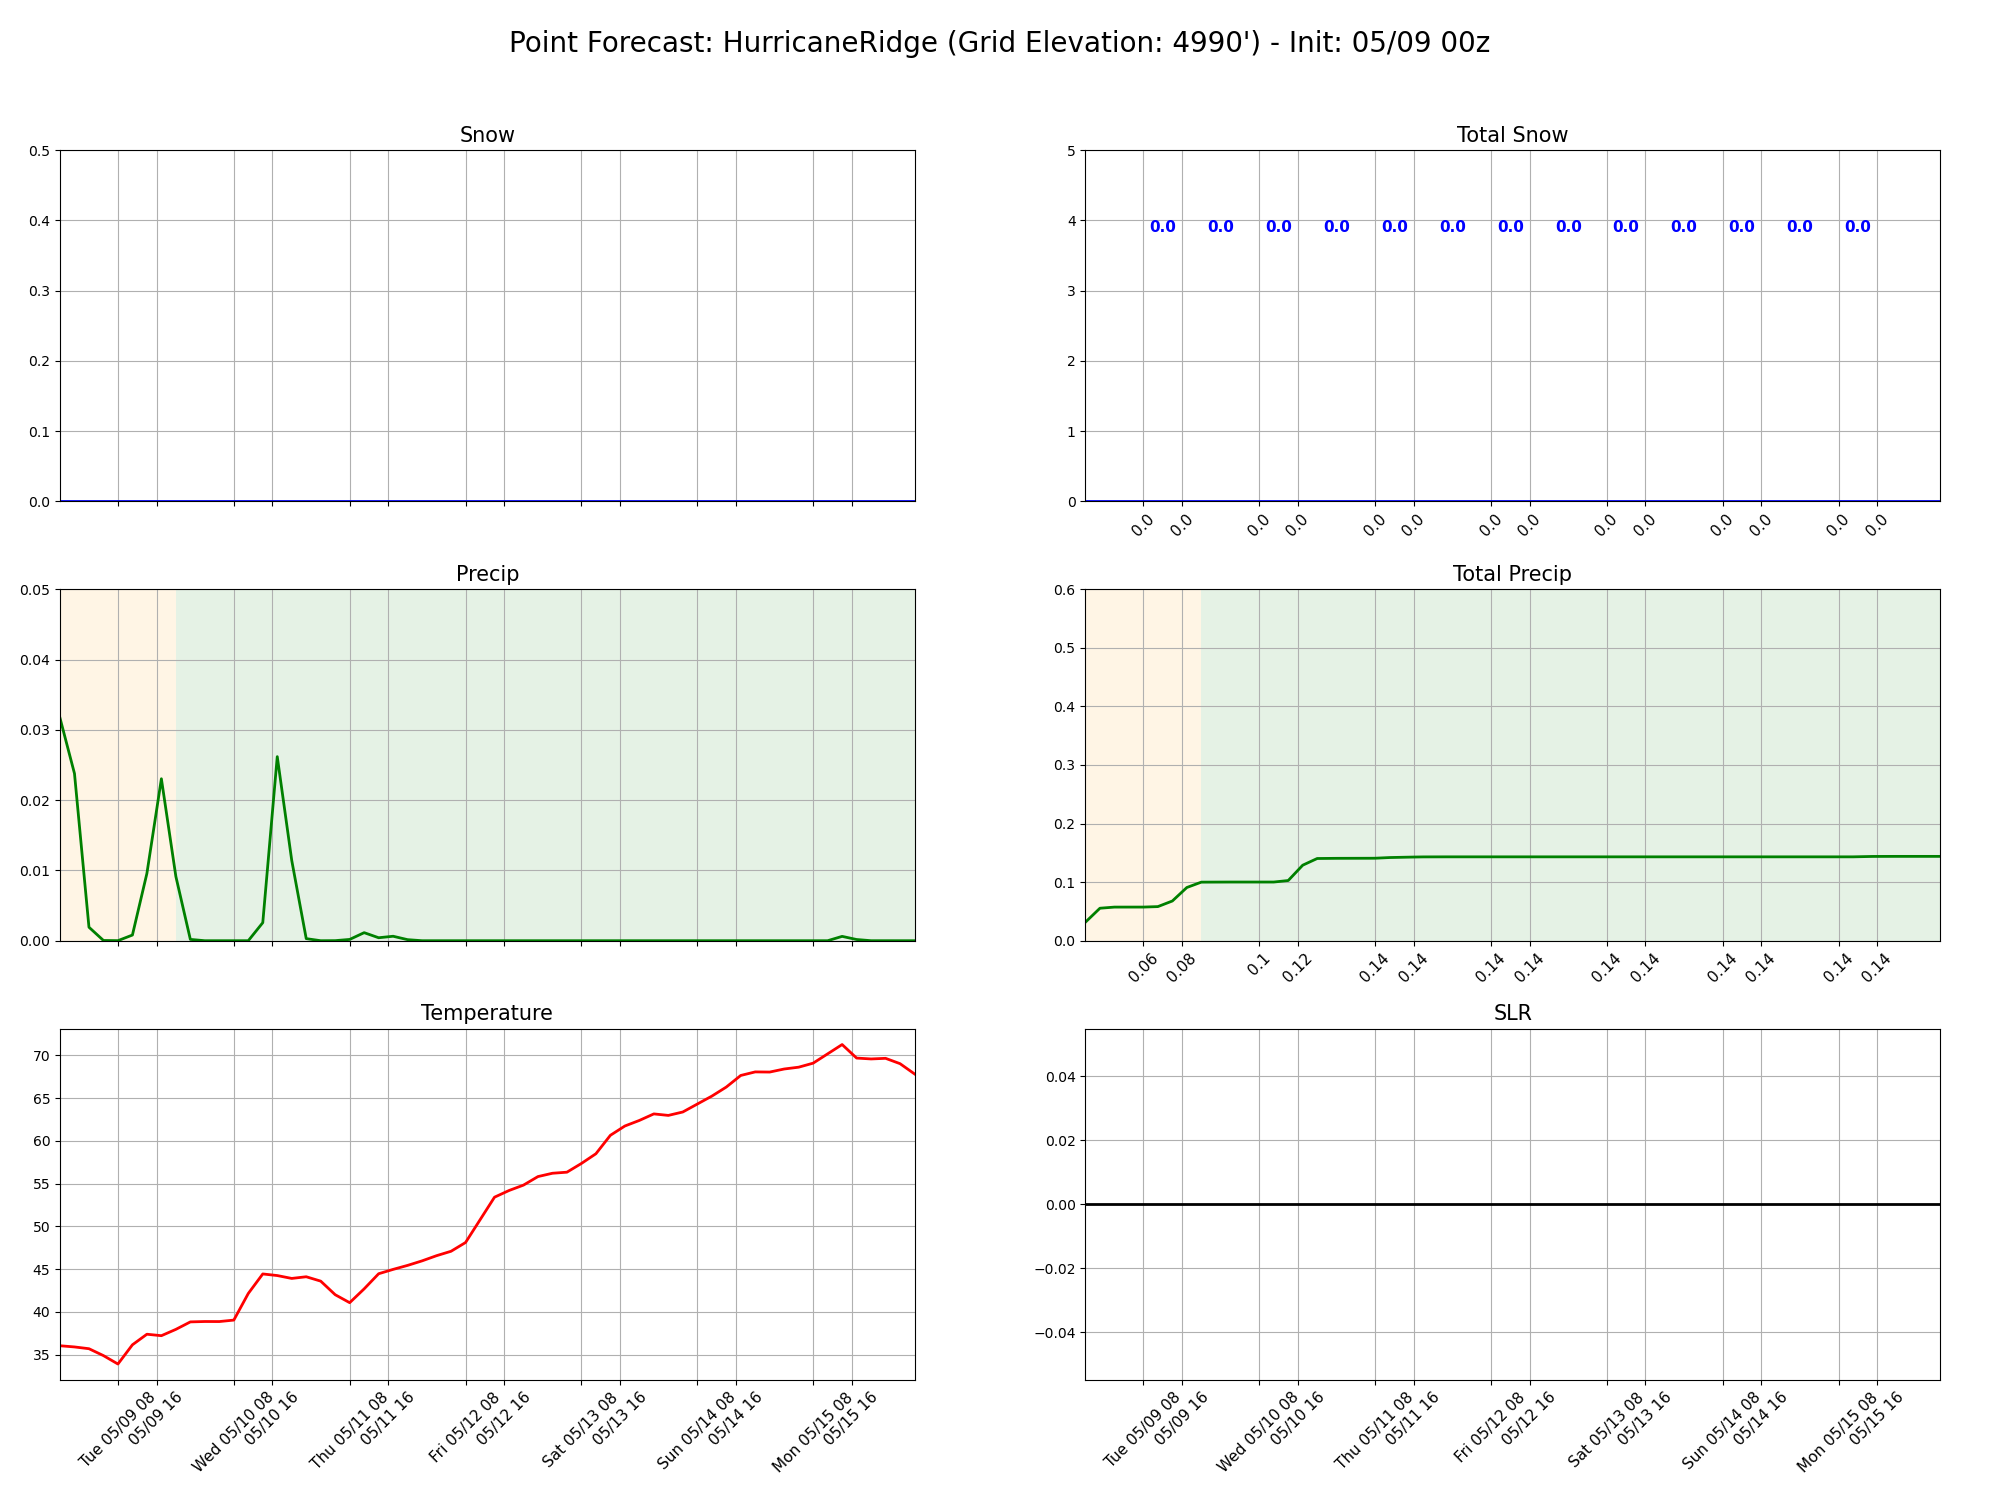 Point Forecast: HurricaneRidge (Grid Elevation: 4990') - Init: 05/09 00z
Snow
0.5
0.4
0.3
0.2
0.1
0.0
Total Snow
5
4
3
2
1
0
0.0 0.0 0.0 0.0 0.0 0.0 0.0 0.0 0.0 0.0 0.0 0.0 0.0
0.0 0.0 0.0 0.0 0.0 0.0 0.0 0.0 0.0 0.0 0.0 0.0 0.0 0.0
Precip
0.05
0.04
0.03
0.02
0.01
0.00
Total Precip
0.6
0.5
0.4
0.3
0.2
0.1
0.0
0.06 0.08 0.1 0.12 0.14 0.14 0.14 0.14 0.14 0.14 0.14 0.14 0.14 0.14
Temperature
70
65
60
55
50
45
40
35
Tue 05/09 08
05/09 16
Wed 05/10 08
05/10 16
Thu 05/11 08
05/11 16
Fri 05/12 08
05/12 16
Sat 05/13 08
05/13 16
Sun 05/14 08
05/14 16
Mon 05/15 08
05/15 16
SLR
0.04
0.02
0.00
−0.02
−0.04
Tue 05/09 08
05/09 16
Wed 05/10 08
05/10 16
Thu 05/11 08
05/11 16
Fri 05/12 08
05/12 16
Sat 05/13 08
05/13 16
Sun 05/14 08
05/14 16
Mon 05/15 08
05/15 16